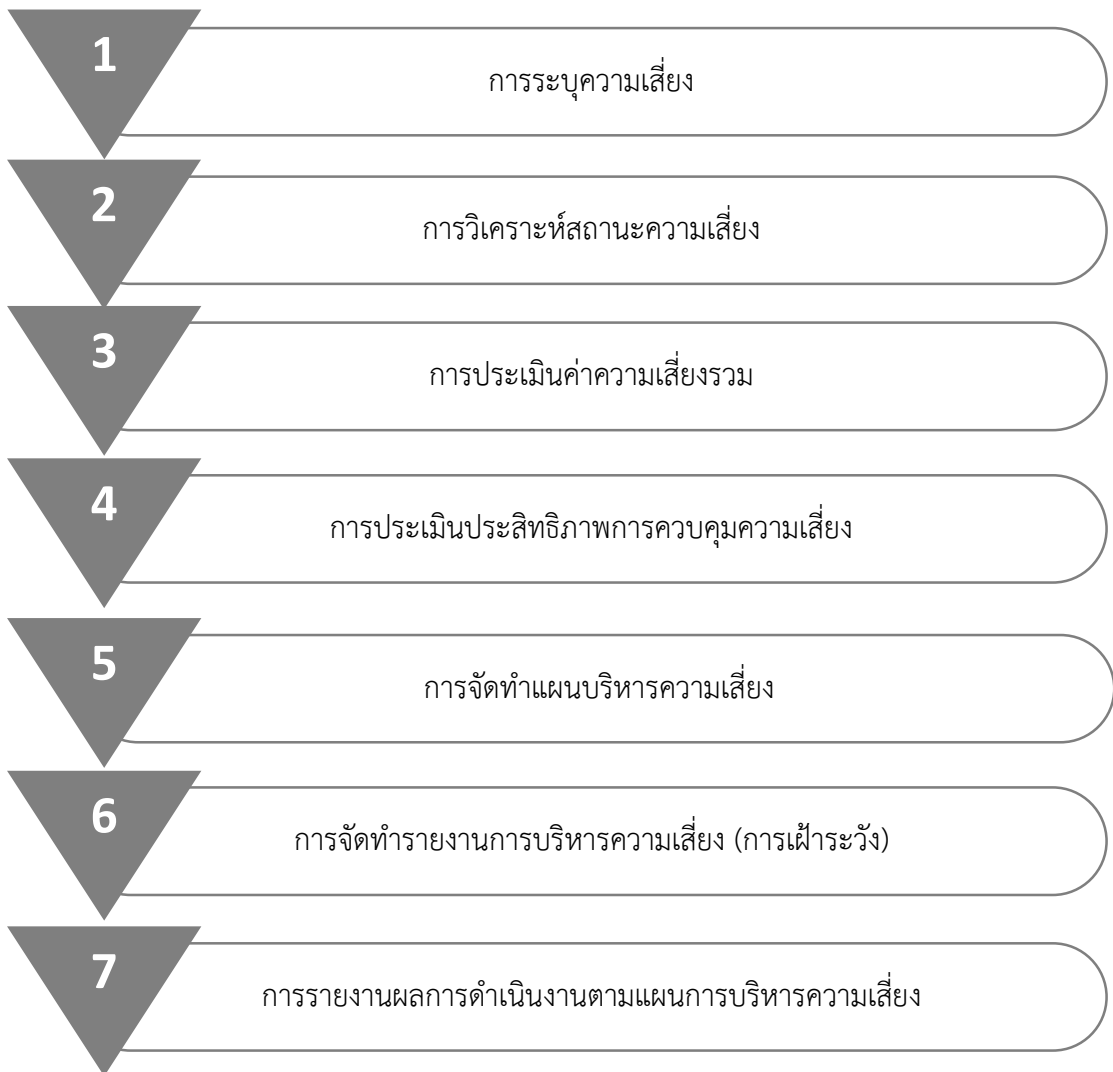 1
การระบุความเสี่ยง
2
การวิเคราะห์สถานะความเสี่ยง
3
การประเมินค่าความเสี่ยงรวม
4
การประเมินประสิทธิภาพการควบคุมความเสี่ยง
5
การจัดทำแผนบริหารความเสี่ยง
6
การจัดทำรายงานการบริหารความเสี่ยง (การเฝ้าระวัง)
7
การรายงานผลการดำเนินงานตามแผนการบริหารความเสี่ยง